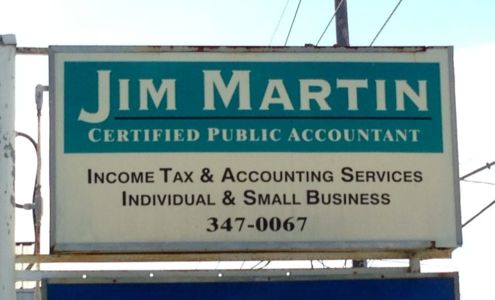 JIM MARTIN
CERTIFIED PUBLIC ACCOUNTANT
INCOME TAX & ACCOUNTING SERVICES
INDIVIDUAL & SMALL BUSINESS
347-0067